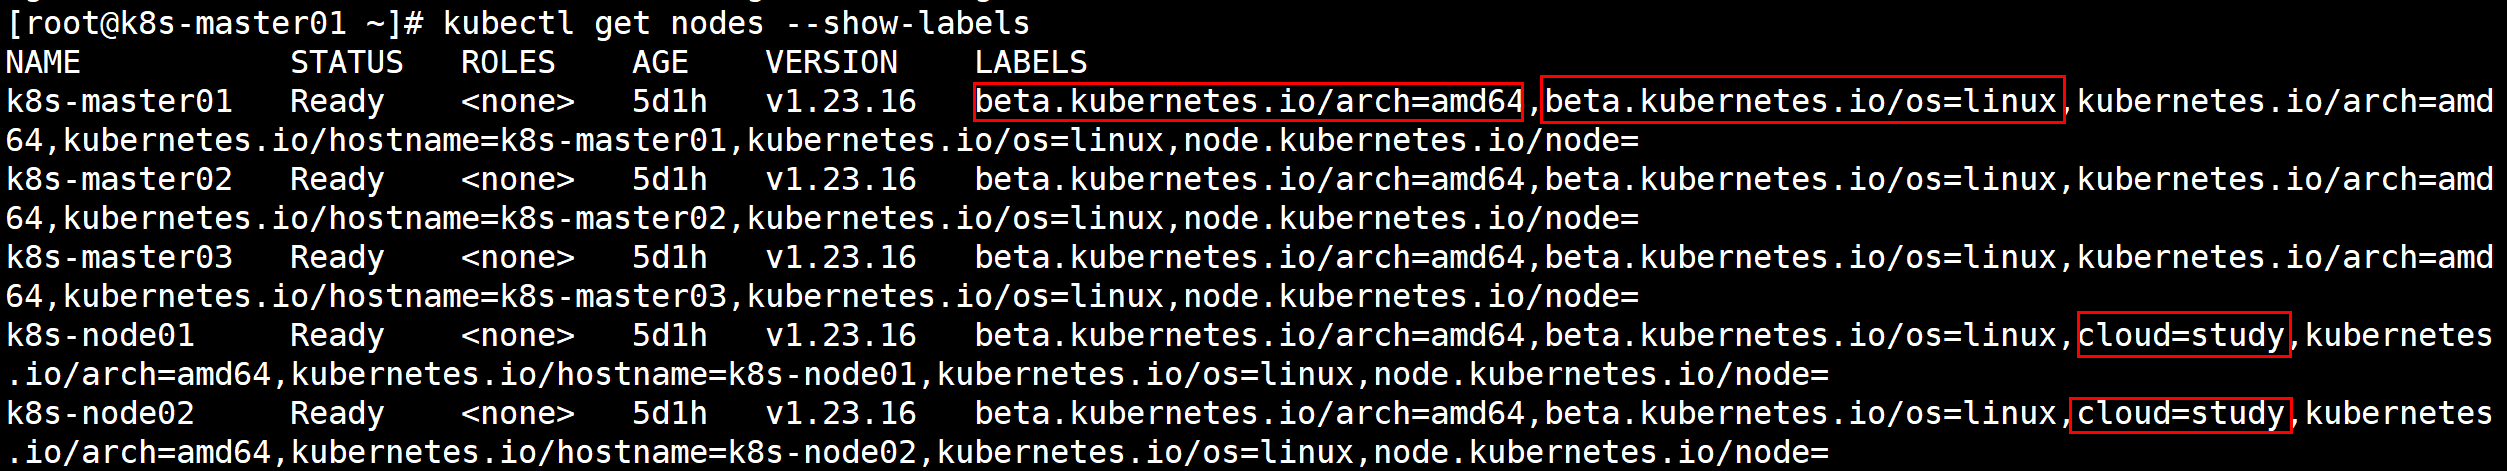 [root@k8s-master01 ~]# kubectl get nodes --show-labels
NAME           STATUS   ROLES    AGE    VERSION    LABELS
k8s-master01   Ready    <none>   5d1h   v1.23.16   beta.kubernetes.io/arch=amd64,beta.kubernetes.io/os=linux,kubernetes.io/arch=amd
64,kubernetes.io/hostname=k8s-master01,kubernetes.io/os=linux,node.kubernetes.io/node=
k8s-master02   Ready    <none>   5d1h   v1.23.16   beta.kubernetes.io/arch=amd64,beta.kubernetes.io/os=linux,kubernetes.io/arch=amd
64,kubernetes.io/hostname=k8s-master02,kubernetes.io/os=linux,node.kubernetes.io/node=
k8s-master03   Ready    <none>   5d1h   v1.23.16   beta.kubernetes.io/arch=amd64,beta.kubernetes.io/os=linux,kubernetes.io/arch=amd
64,kubernetes.io/hostname=k8s-master03,kubernetes.io/os=linux,node.kubernetes.io/node=
k8s-node01     Ready    <none>   5d1h   v1.23.16   beta.kubernetes.io/arch=amd64,beta.kubernetes.io/os=linux,cloud=study,kubernetes
.io/arch=amd64,kubernetes.io/hostname=k8s-node01,kubernetes.io/os=linux,node.kubernetes.io/node=
k8s-node02     Ready    <none>   5d1h   v1.23.16   beta.kubernetes.io/arch=amd64,beta.kubernetes.io/os=linux,cloud=study,kubernetes
.io/arch=amd64,kubernetes.io/hostname=k8s-node02,kubernetes.io/os=linux,node.kubernetes.io/node=